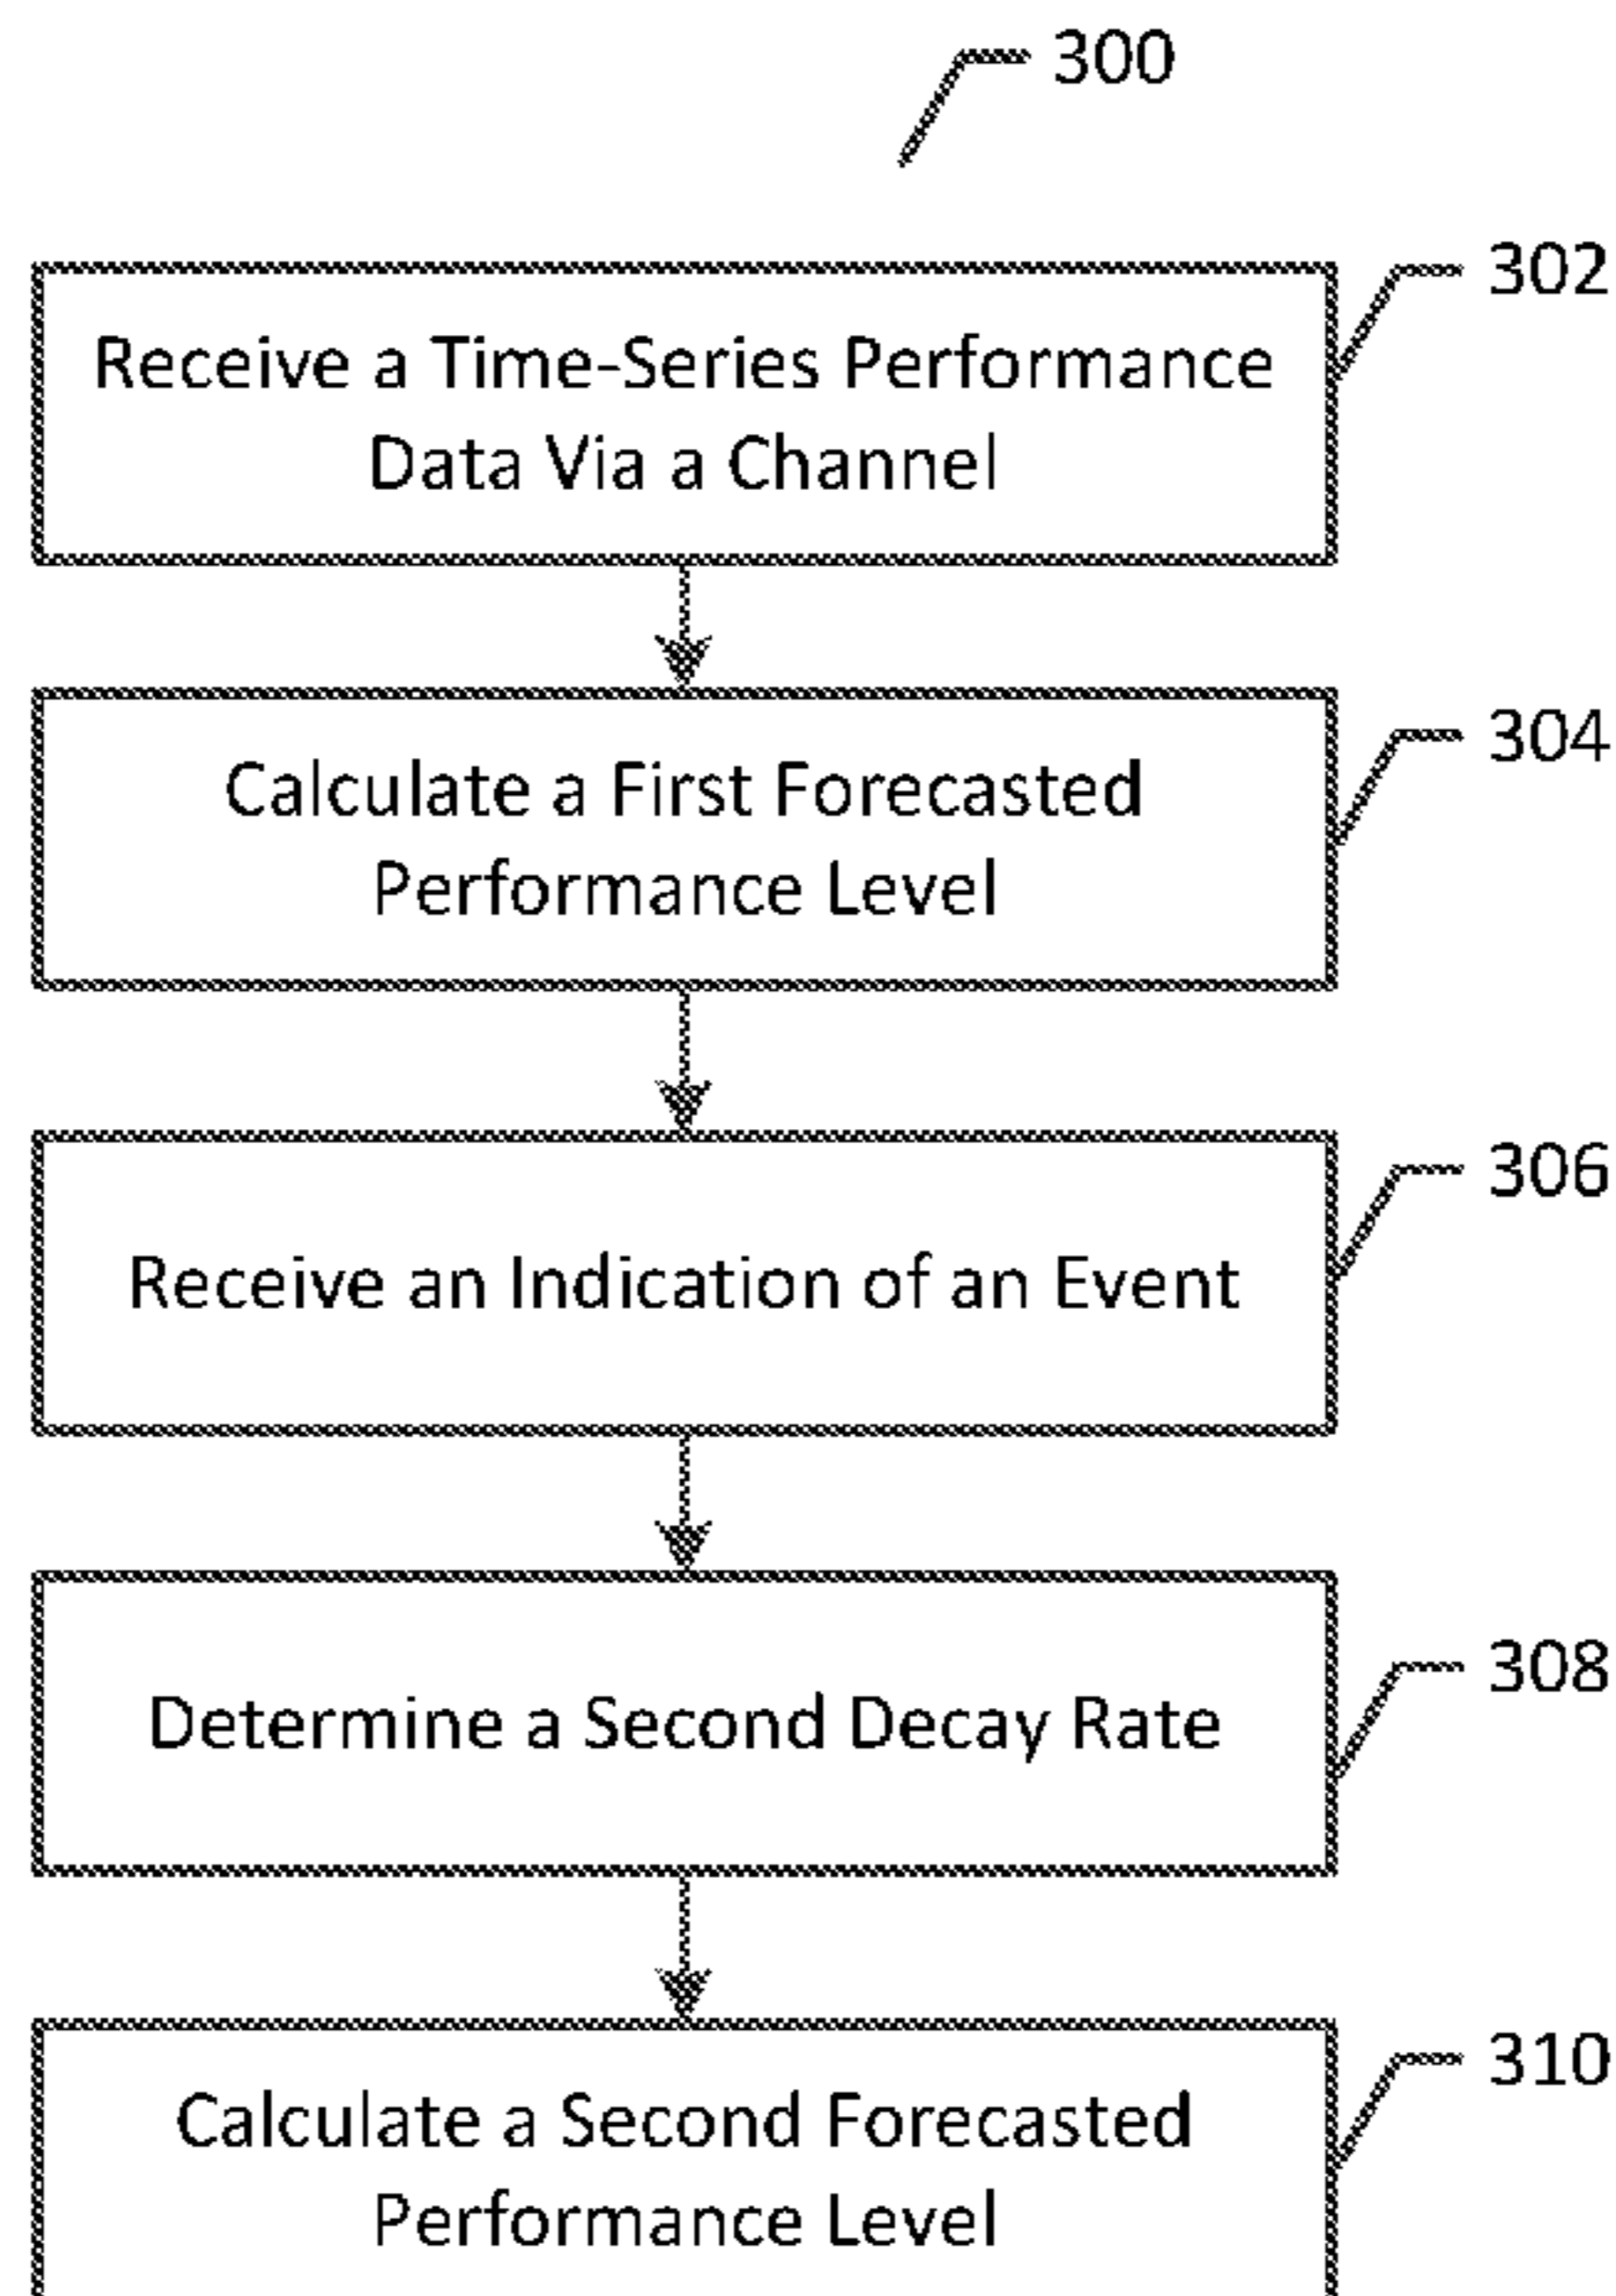 300
302
Receive a Time-Series Performance
Data Via a Channel
304
Calculate a First Forecasted
Performance Level
306
Receive an Indication of an Event
308
Determine a Second Decay Rate
310
Calculate a Second Forecasted
Performance Level